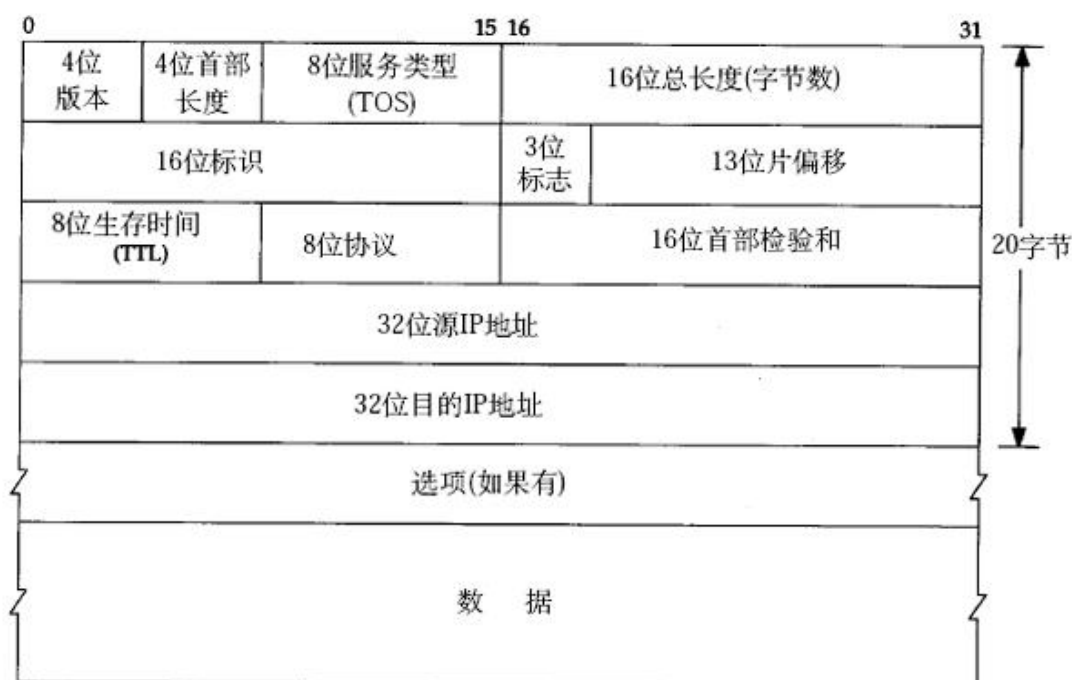 0 15 16 31
4位 4位首部 8位服务类型 16位总长度(字节数)
版本 长度 (TOS)
16位标识 3位 13位片偏移
标志
8位生存时间 8位协议 16位首部检验和 20字节
(TTL)
32位源IP地址
32位目的IP地址
选项(如果有)
数 据